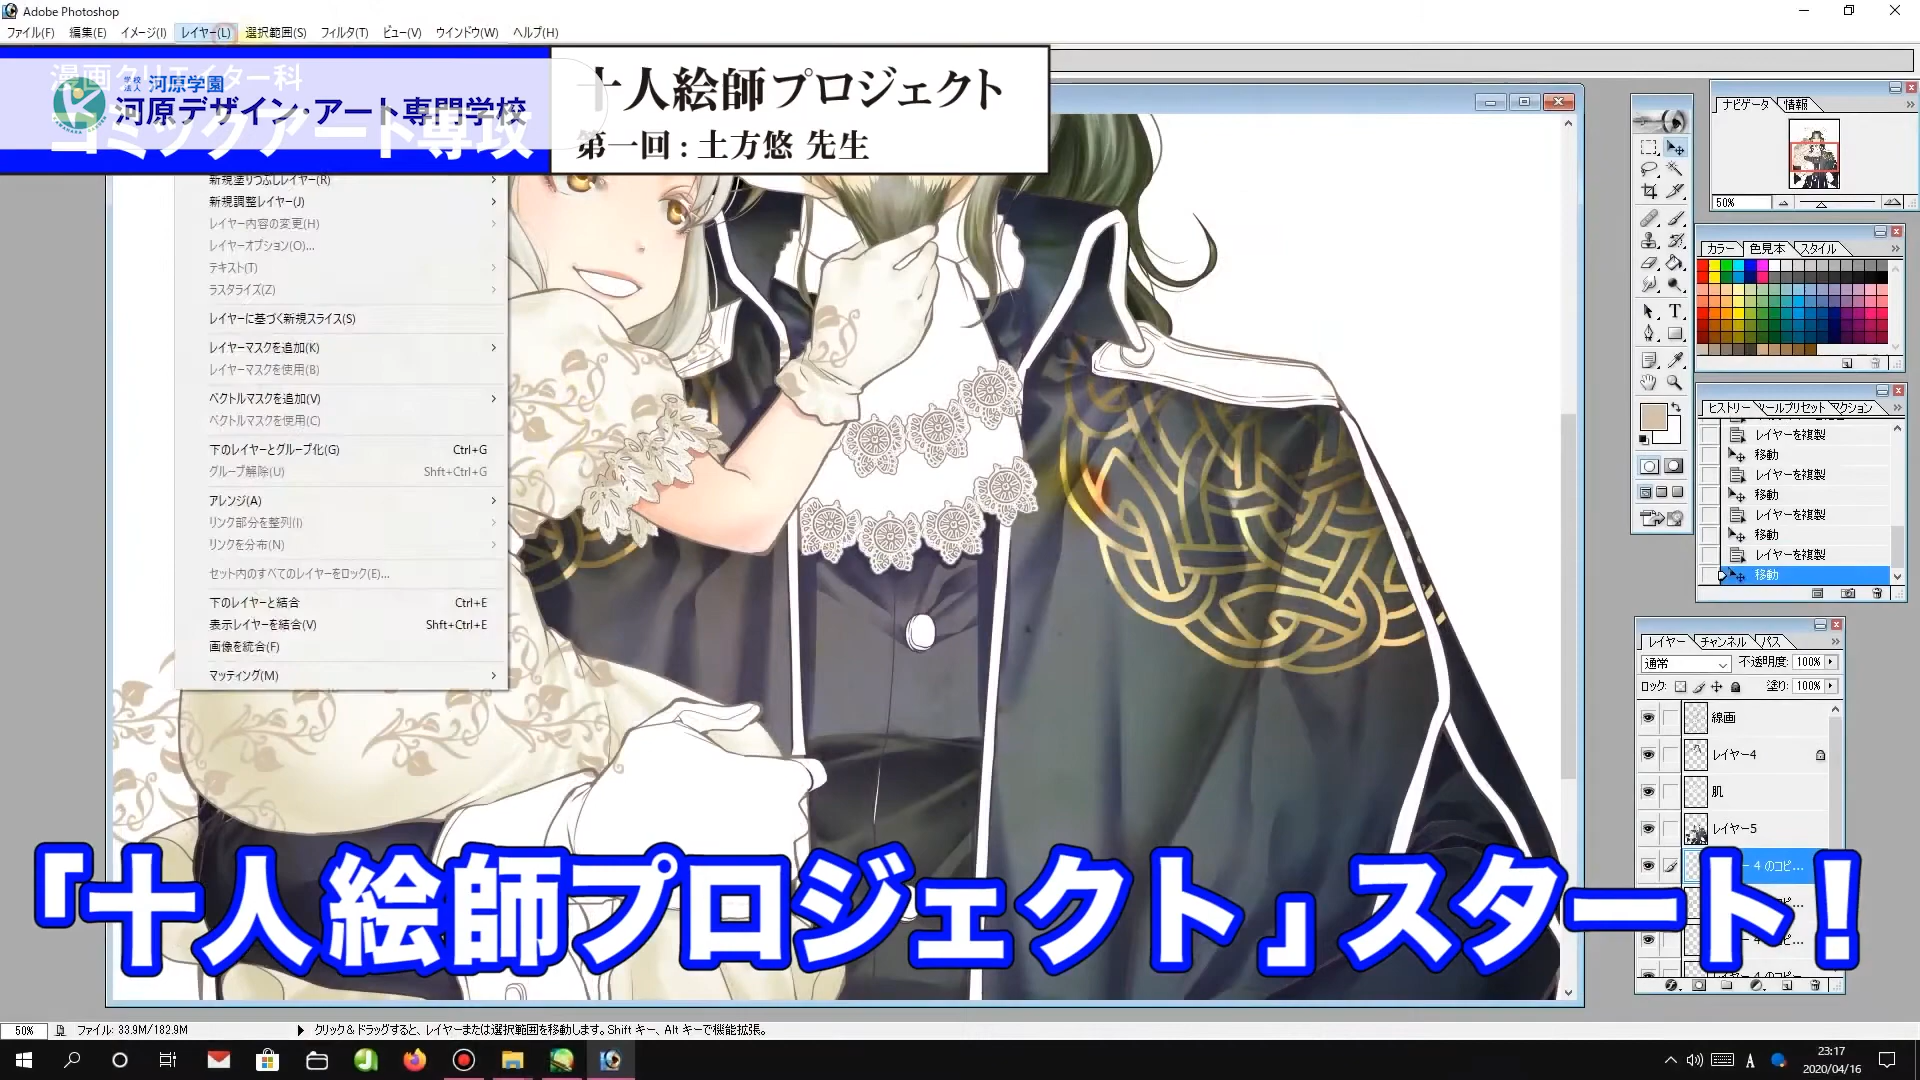 Adobe Photoshop
ファイル(F) 編集(E) イメージ(I) レイヤー(L) 選択範囲(S) フィルタ(T) ビュー(V) ウインドウ(W) ヘルプ(H)
漫画クリエイター科
学校法人 河原学園
河原デザイン・アート専門学校
コミックアート専攻
十人絵師プロジェクト
第一回：土方悠 先生
新規塗りつぶしレイヤー(R)
新規調整レイヤー(J)
レイヤー内容の変更(H)
レイヤーオプション(O)...
テキスト(T)
ラスタライズ(Z)
レイヤーに基づく新規スライス(S)
レイヤーマスクを追加(K)
レイヤーマスクを使用(B)
ベクトルマスクを追加(V)
ベクトルマスクを使用(C)
下のレイヤーとグループ化(G) Ctrl+G
グループ解除(U) Shft+Ctrl+G
アレンジ(A)
リンク部分を整列(I)
リンクを分布(N)
セット内のすべてのレイヤーをロック(E)...
下のレイヤーと結合 Ctrl+E
表示レイヤーを結合(V) Shft+Ctrl+E
画像を統合(F)
マッティング(M)
ナビゲータ 情報
50%
カラー 色見本 スタイル
ヒストリー ツールプリセット アクション
レイヤーを複製
移動
レイヤーを複製
移動
レイヤーを複製
移動
レイヤーを複製
移動
レイヤー チャンネル パス
通常 不透明度: 100%
ロック: 塗り: 100%
線画
レイヤー4
肌
レイヤー5
ー 4 のコピ...
ー 4 のコピ...
「十人絵師プロジェクト」スタート！
50% ファイル: 33.9M/182.9M クリック＆ドラッグすると、レイヤーまたは選択範囲を移動します。Shift キー、Alt キーで機能拡張。
A 23:17
2020/04/16